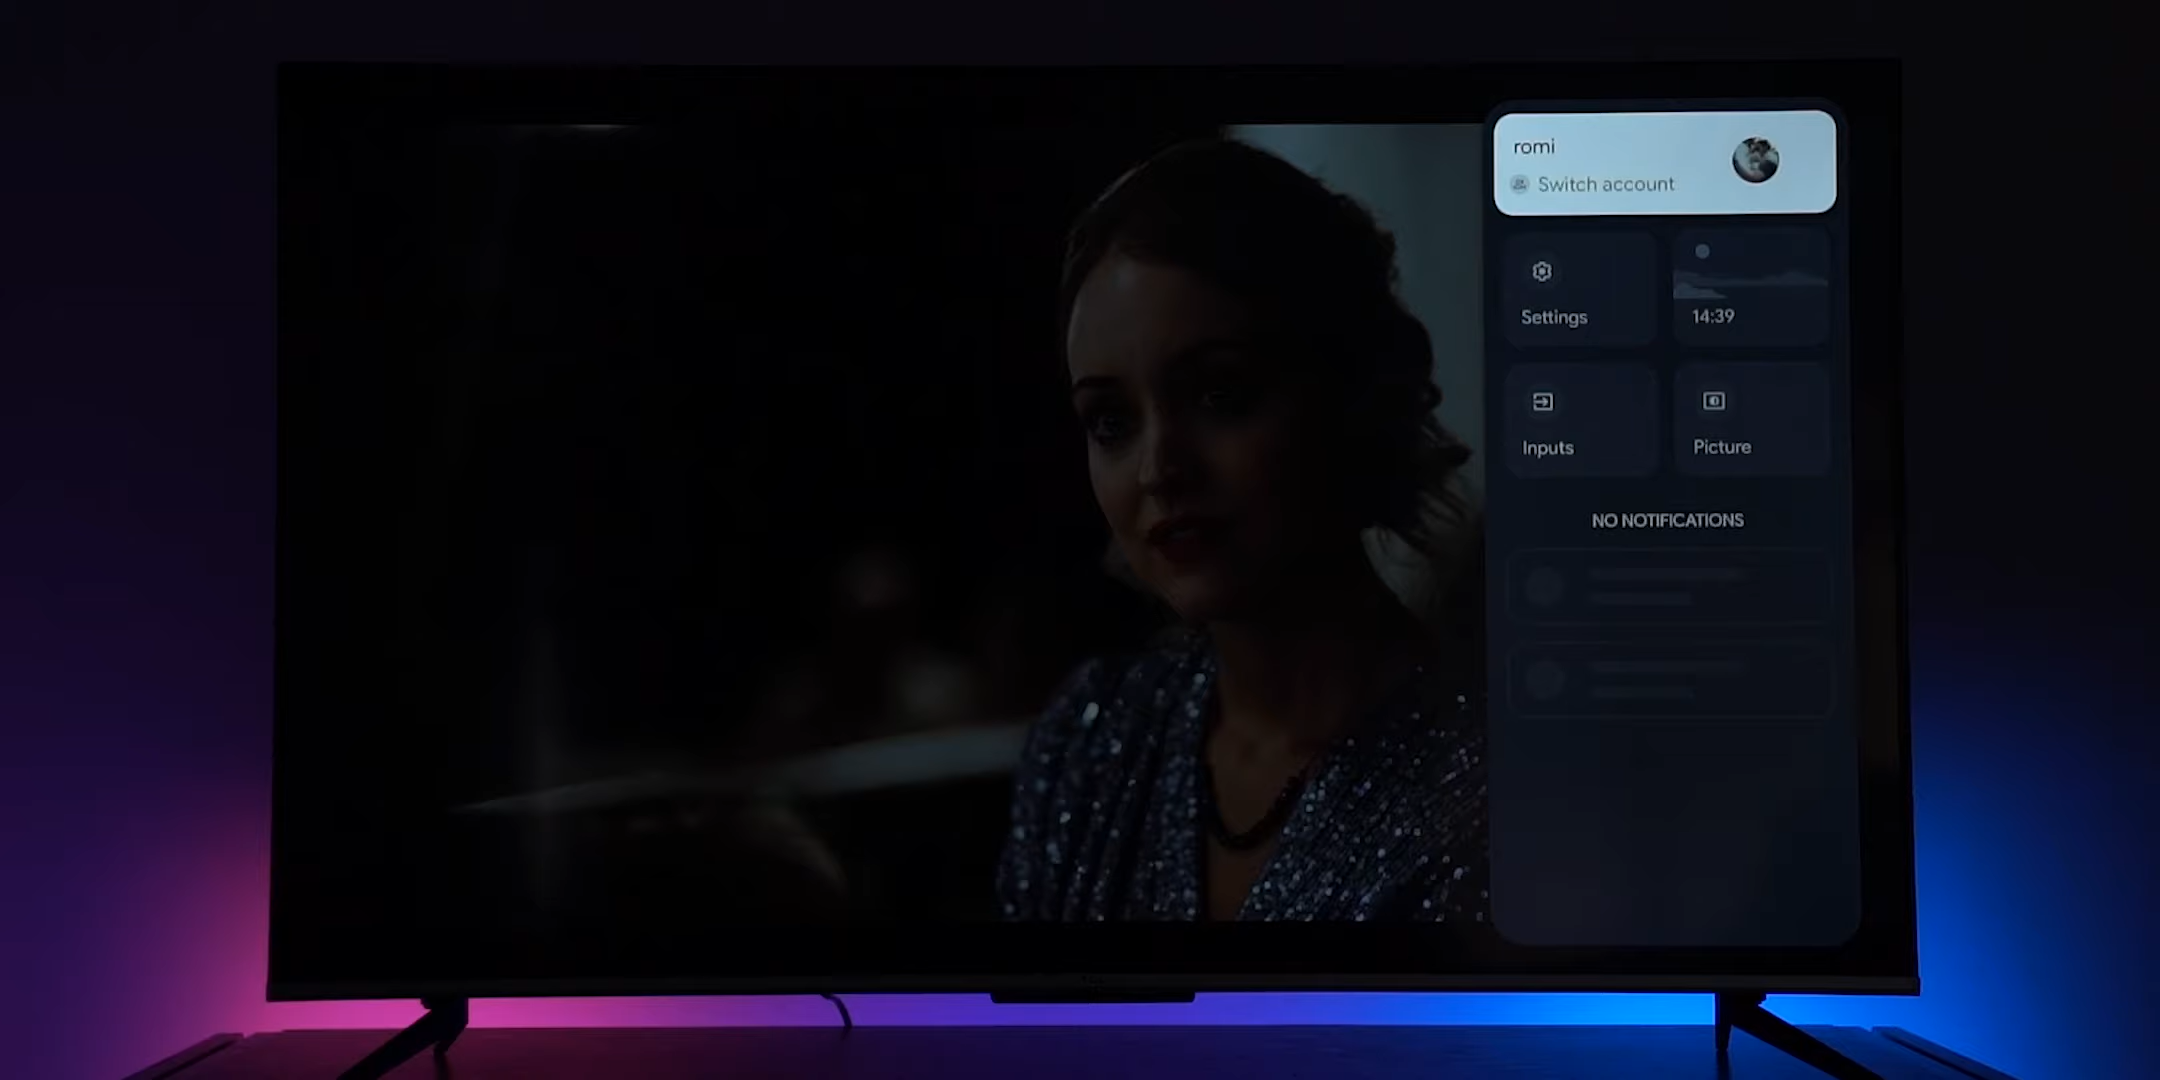 romi
Switch account
Settings
14:39
Inputs
Picture
NO NOTIFICATIONS